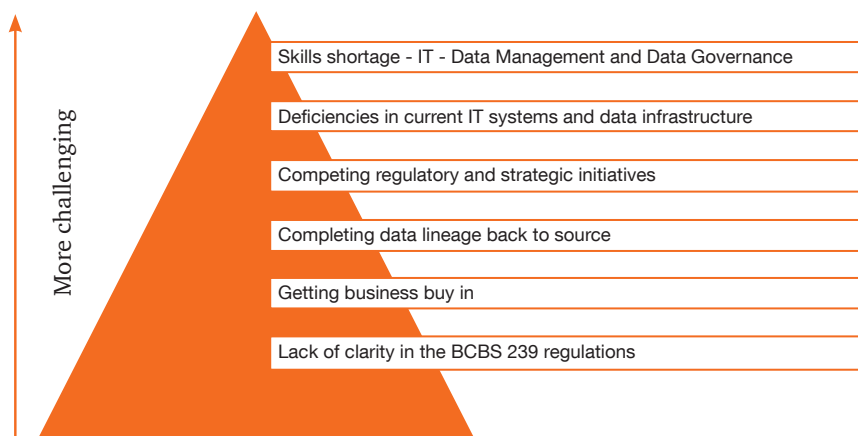 More challenging
Skills shortage - IT - Data Management and Data Governance
Deficiencies in current IT systems and data infrastructure
Competing regulatory and strategic initiatives
Completing data lineage back to source
Getting business buy in
Lack of clarity in the BCBS 239 regulations